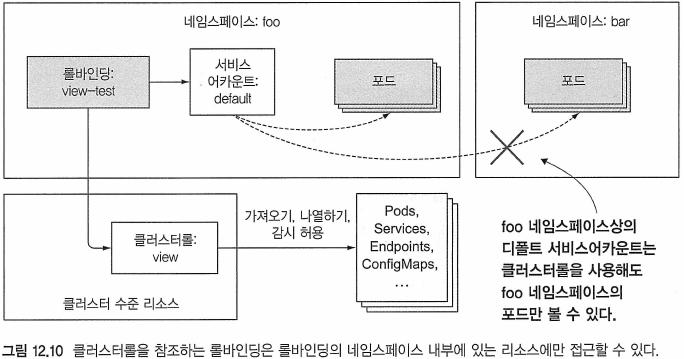 네임스페이스: foo
네임스페이스: bar
롤바인딩:
view-test
서비스
어카운트:
default
포드
포드
클러스터롤:
view
클러스터 수준 리소스
가져오기, 나열하기,
감시 허용
Pods,
Services,
Endpoints,
ConfigMaps,
...
foo 네임스페이스상의
디폴트 서비스어카운트는
클러스터롤을 사용해도
foo 네임스페이스의
포드만 볼 수 있다.
그림 12.10 클러스터롤을 참조하는 롤바인딩은 롤바인딩의 네임스페이스 내부에 있는 리소스에만 접근할 수 있다.